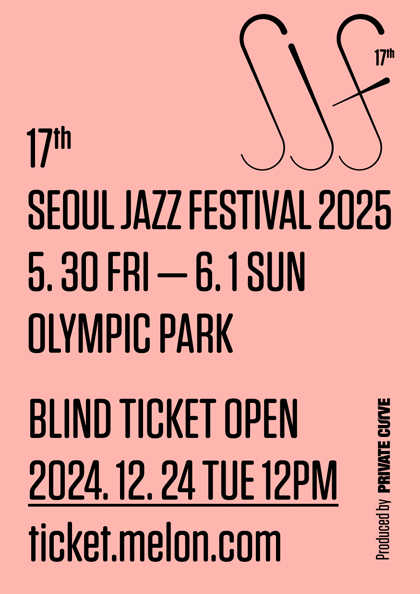 SJF
17th
17th
SEOUL JAZZ FESTIVAL 2025
5. 30 FRI — 6. 1 SUN
OLYMPIC PARK
BLIND TICKET OPEN
2024. 12. 24 TUE 12PM
ticket.melon.com
Produced by PRIVATE CURVE